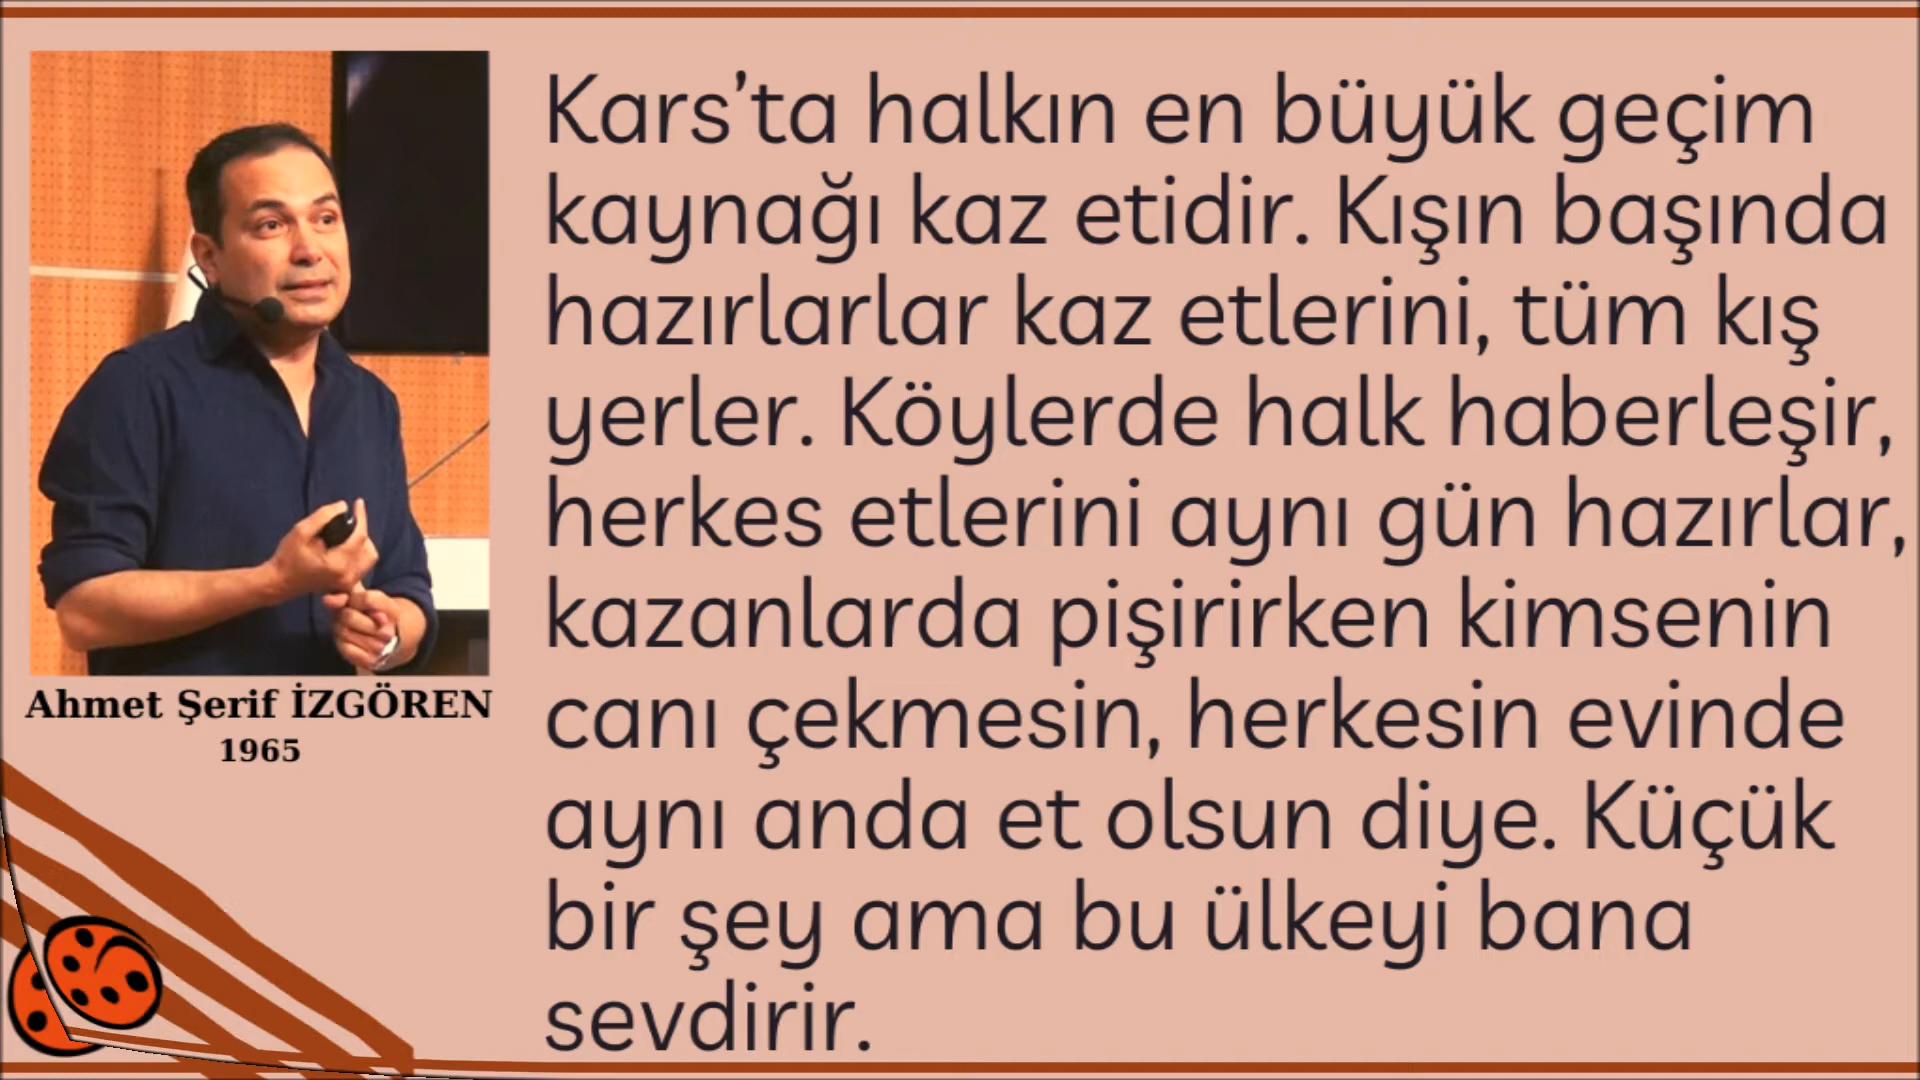 Kars’ta halkın en büyük geçim
kaynağı kaz etidir. Kışın başında
hazırlarlar kaz etlerini, tüm kış
yerler. Köylerde halk haberleşir,
herkes etlerini aynı gün hazırlar,
kazanlarda pişirirken kimsenin
canı çekmesin, herkesin evinde
aynı anda et olsun diye. Küçük
bir şey ama bu ülkeyi bana
sevdirir.
Ahmet Şerif İZGÖREN
1965